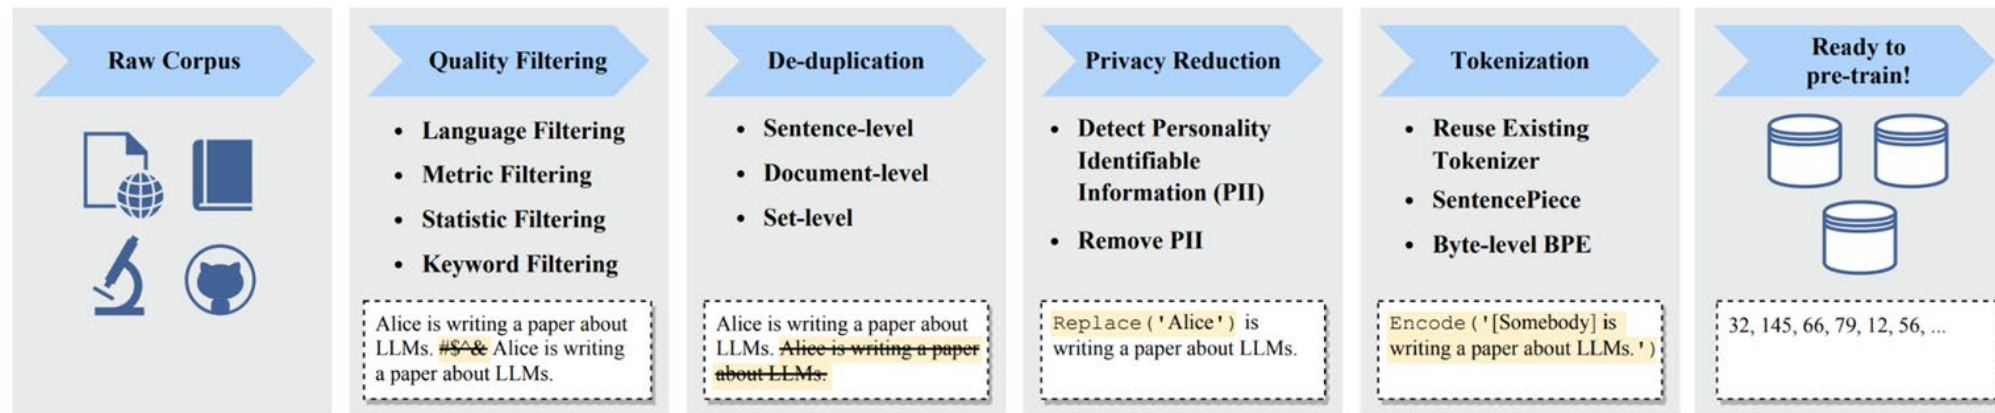 Raw Corpus
Quality Filtering
• Language Filtering
• Metric Filtering
• Statistic Filtering
• Keyword Filtering
Alice is writing a paper about
LLMs. #$^& Alice is writing
a paper about LLMs.
De-duplication
• Sentence-level
• Document-level
• Set-level
Alice is writing a paper about
LLMs. Alice is writing a paper
about LLMs.
Privacy Reduction
• Detect Personality
Identifiable
Information (PII)
• Remove PII
Replace('Alice') is
writing a paper about LLMs.
Tokenization
• Reuse Existing
Tokenizer
• SentencePiece
• Byte-level BPE
Encode('[Somebody] is
writing a paper about LLMs.')
Ready to
pre-train!
32, 145, 66, 79, 12, 56, ...